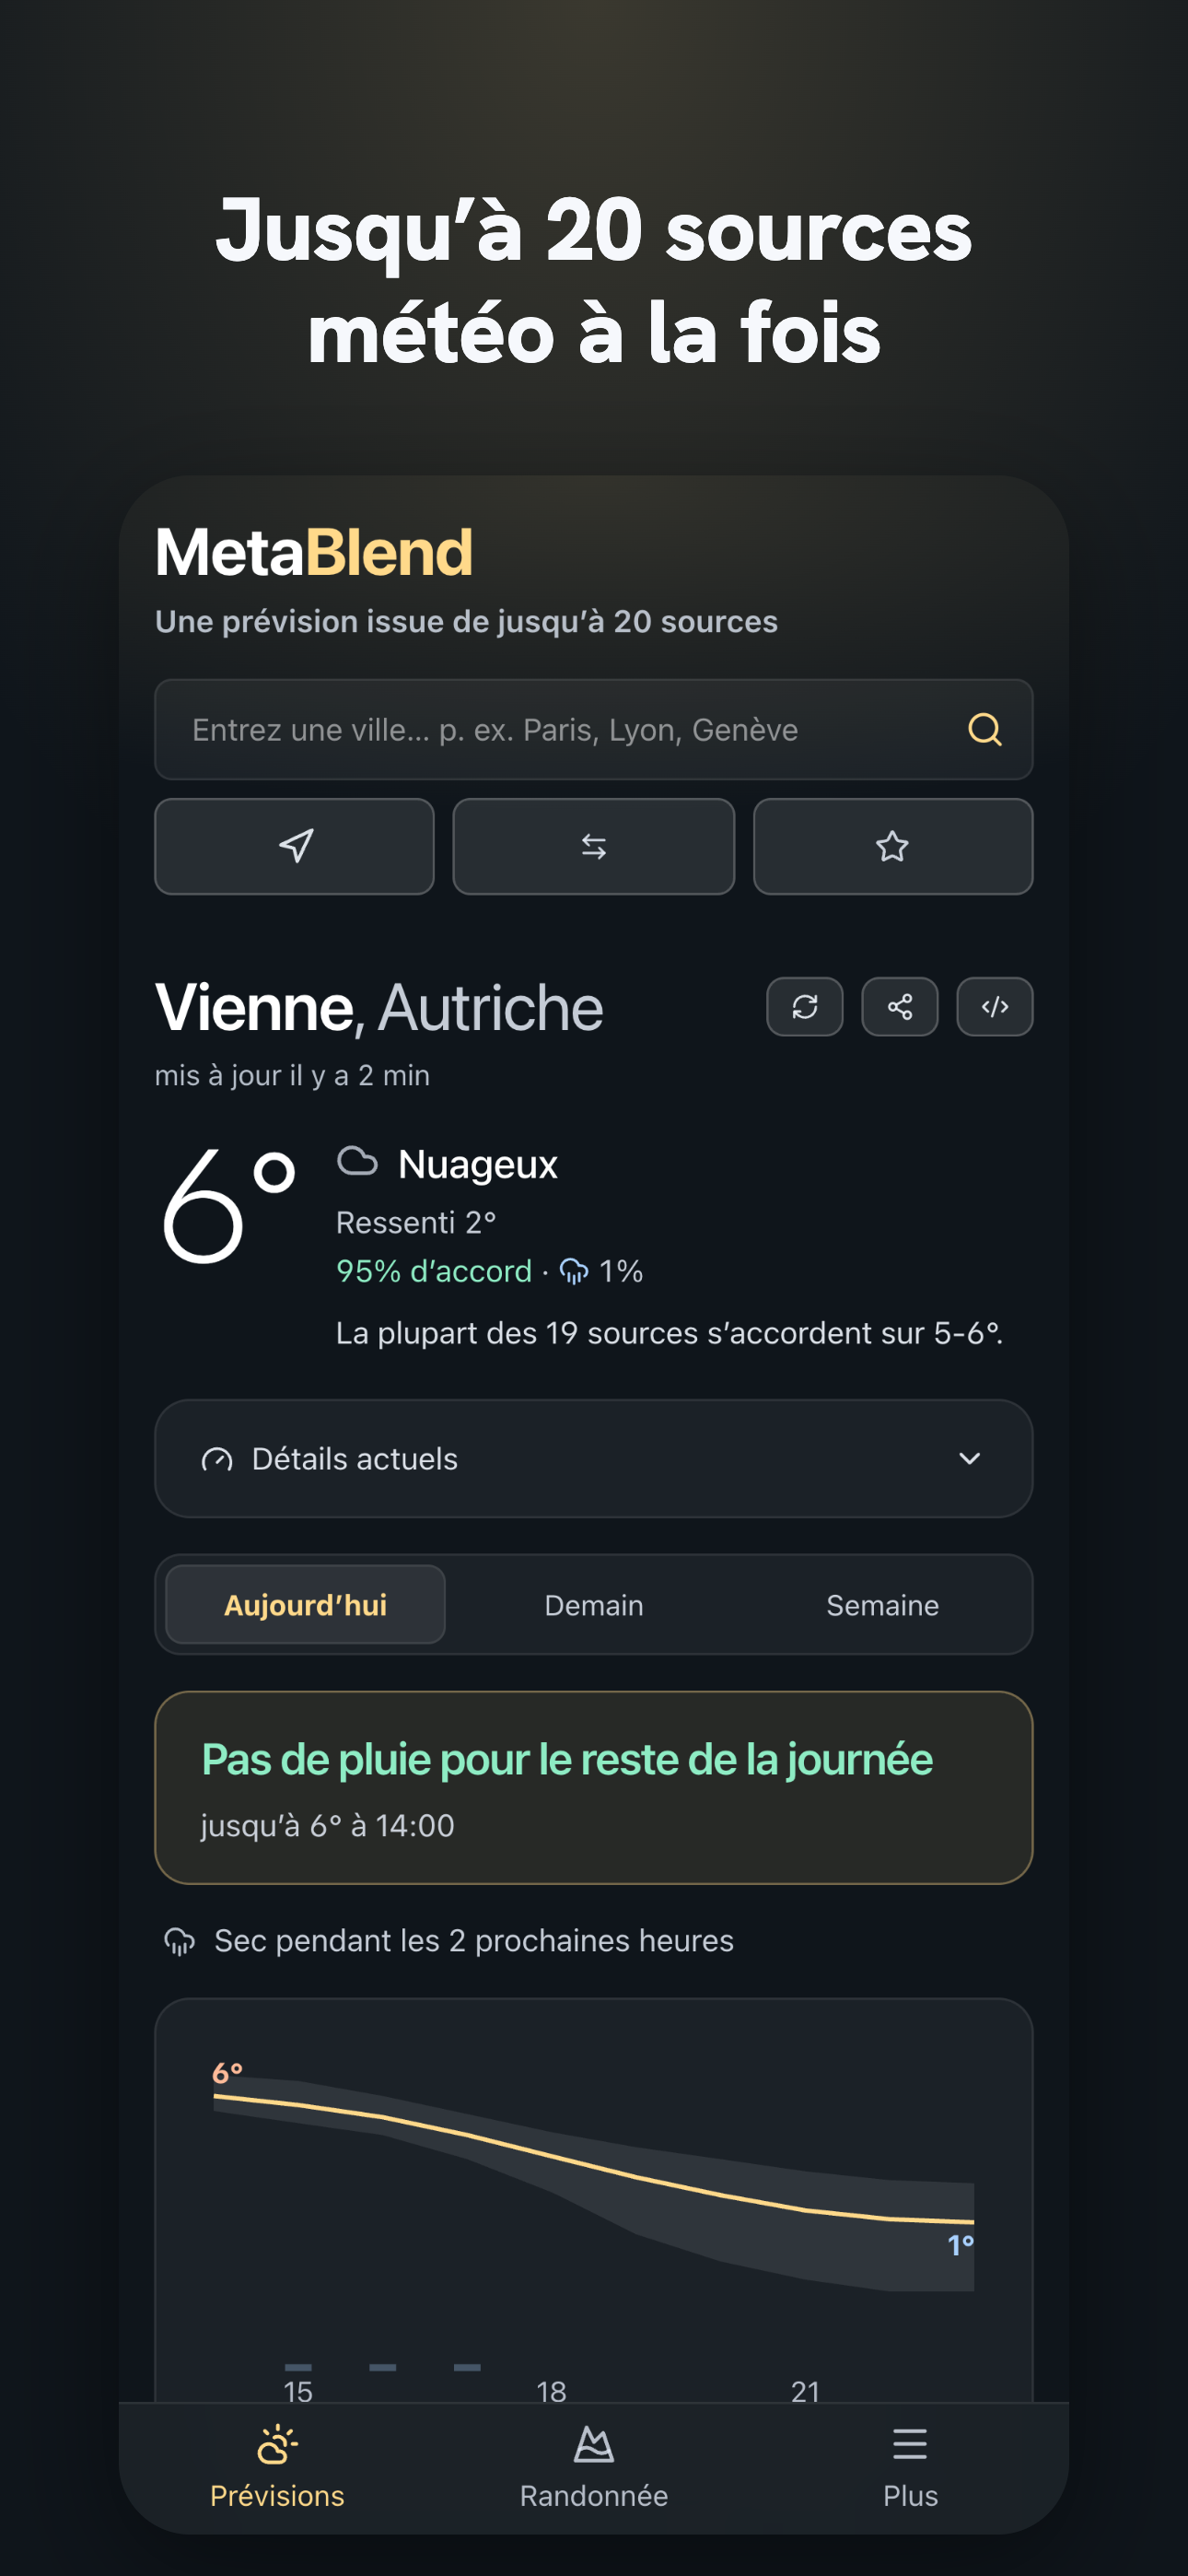 Jusqu’à 20 sources
météo à la fois
MetaBlend
Une prévision issue de jusqu’à 20 sources
Entrez une ville… p. ex. Paris, Lyon, Genève
Vienne, Autriche
mis à jour il y a 2 min
6°
Nuageux
Ressenti 2°
95% d’accord · 1%
La plupart des 19 sources s’accordent sur 5–6°.
Détails actuels
Aujourd’hui Demain Semaine
Pas de pluie pour le reste de la journée
jusqu’à 6° à 14:00
Sec pendant les 2 prochaines heures
6°
1°
15 18 21
Prévisions Randonnée Plus